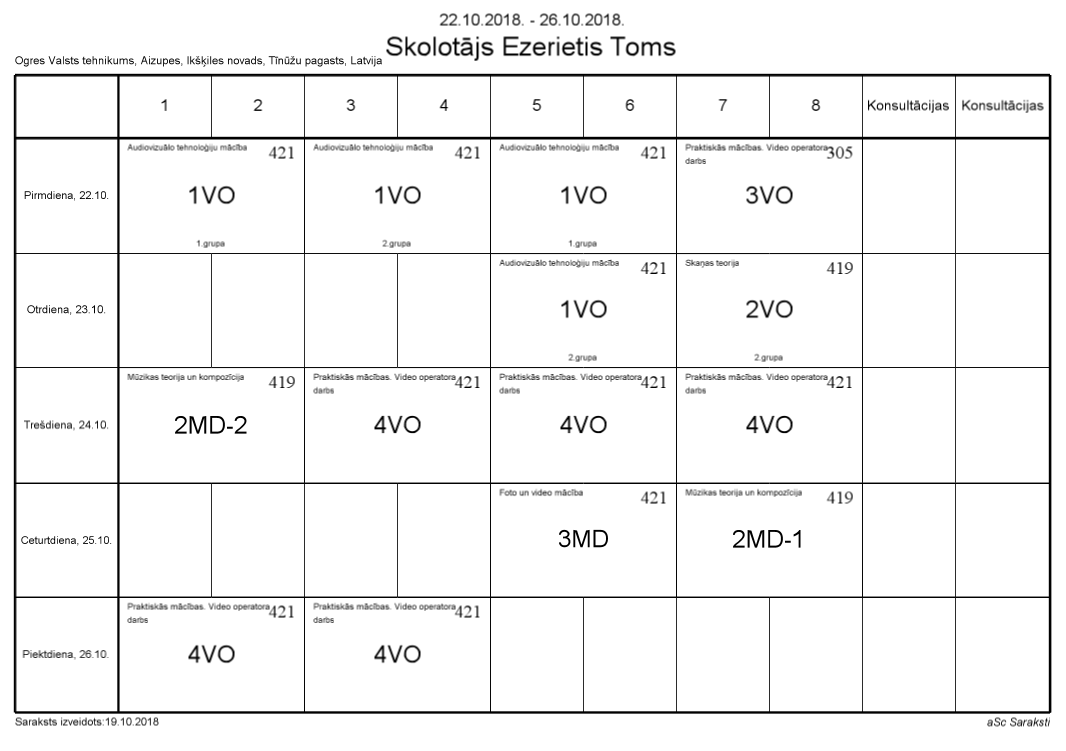 22.10.2018. - 26.10.2018.
Skolotājs Ezerietis Toms
Ogres Valsts tehnikums, Aizupes, Ikšķiles novads, Tīnūžu pagasts, Latvija
1 2 3 4 5 6 7 8 Konsultācijas Konsultācijas
Pirmdiena, 22.10.
Audiovizuālo tehnoloģiju mācība 421
1VO
1.grupa
Audiovizuālo tehnoloģiju mācība 421
1VO
2.grupa
Audiovizuālo tehnoloģiju mācība 421
1VO
1.grupa
Praktiskās mācības. Video operatora 305
darbs
3VO
Otrdiena, 23.10.
Audiovizuālo tehnoloģiju mācība 421
1VO
2.grupa
Skaņas teorija 419
2VO
2.grupa
Trešdiena, 24.10.
Mūzikas teorija un kompozīcija 419
2MD-2
Praktiskās mācības. Video operatora 421
darbs
4VO
Praktiskās mācības. Video operatora 421
darbs
4VO
Praktiskās mācības. Video operatora 421
darbs
4VO
Ceturtdiena, 25.10.
Foto un video mācība 421
3MD
Mūzikas teorija un kompozīcija 419
2MD-1
Piektdiena, 26.10.
Praktiskās mācības. Video operatora 421
darbs
4VO
Praktiskās mācības. Video operatora 421
darbs
4VO
Saraksts izveidots:19.10.2018
aSc Saraksti